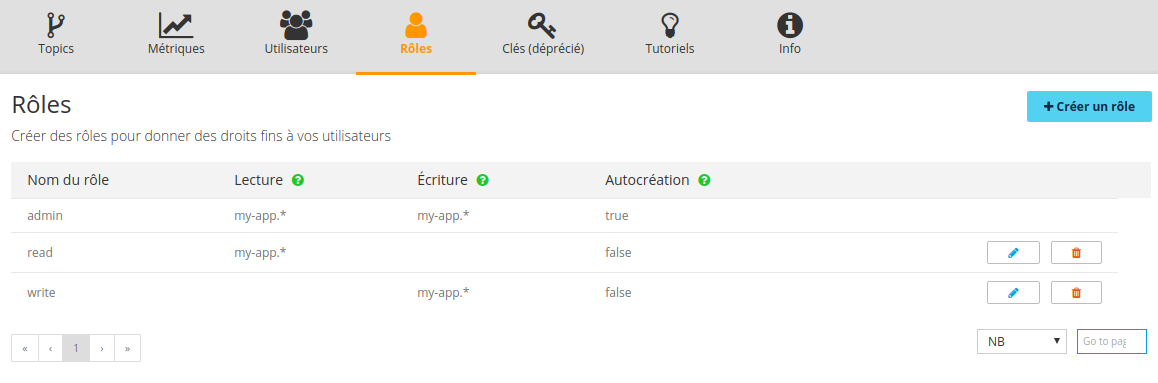 Topics Métriques Utilisateurs Rôles Clés (déprécié) Tutoriels Info
Rôles
+ Créer un rôle
Créer des rôles pour donner des droits fins à vos utilisateurs
Nom du rôle Lecture ? Écriture ? Autocréation ?
admin my-app.* my-app.* true
read my-app.* false
write my-app.* false
« ‹ 1 › » NB Go to pag